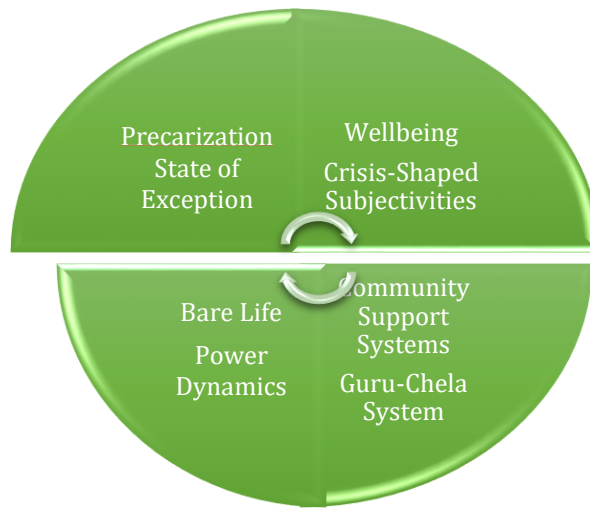 Precarization
State of
Exception
Wellbeing
Crisis-Shaped
Subjectivities
Bare Life
Power
Dynamics
Community
Support
Systems
Guru-Chela
System